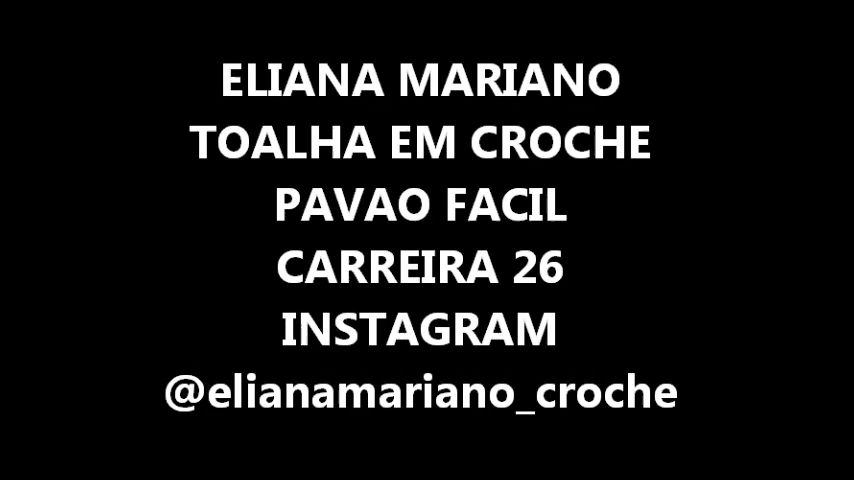 ELIANA MARIANO
TOALHA EM CROCHE
PAVAO FACIL
CARREIRA 26
INSTAGRAM
@elianamariano_croche